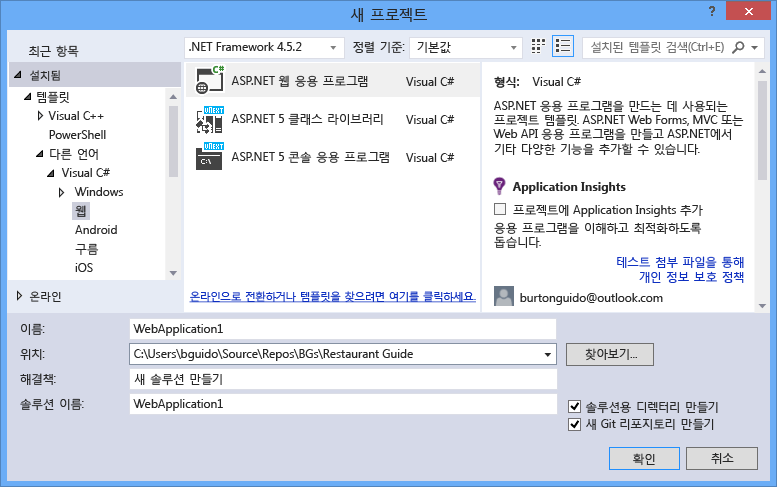 새 프로젝트
?
최근 항목
.NET Framework 4.5.2
정렬 기준:
기본값
설치된 템플릿 검색(Ctrl+E)
설치됨
템플릿
Visual C++
PowerShell
다른 언어
Visual C#
Windows
웹
Android
구름
iOS
온라인
C#
ASP.NET 웹 응용 프로그램
Visual C#
vNEXT
ASP.NET 5 클래스 라이브러리
Visual C#
vNEXT
C:\
ASP.NET 5 콘솔 응용 프로그램
Visual C#
온라인으로 전환하거나 템플릿을 찾으려면 여기를 클릭하세요.
형식: Visual C#
ASP.NET 응용 프로그램을 만드는 데 사용되는
프로젝트 템플릿. ASP.NET Web Forms, MVC 또는
Web API 응용 프로그램을 만들고 ASP.NET에서
기타 다양한 기능을 추가할 수 있습니다.
Application Insights
프로젝트에 Application Insights 추가
응용 프로그램을 이해하고 최적화하도록
돕습니다.
테스트 첨부 파일을 통해
개인 정보 보호 정책
burtonguido@outlook.com
이름:
WebApplication1
위치:
C:\Users\bguido\Source\Repos\BGs\Restaurant Guide
찾아보기...
해결책:
새 솔루션 만들기
솔루션 이름:
WebApplication1
솔루션용 디렉터리 만들기
새 Git 리포지토리 만들기
확인
취소